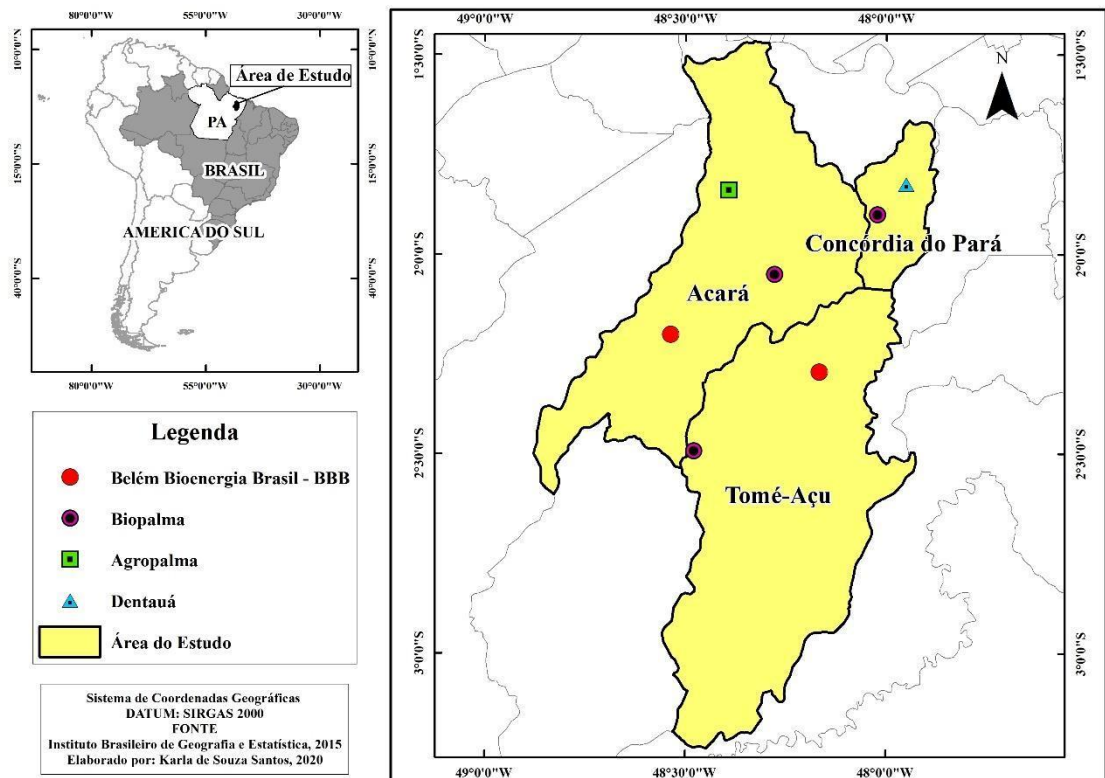 80°0'0"W
55°0'0"W
30°0'0"W
10°0'0"N
10°0'0"N
15°0'0"S
15°0'0"S
40°0'0"S
40°0'0"S
Área de Estudo
PA
BRASIL
AMERICA DO SUL
80°0'0"W
55°0'0"W
30°0'0"W
Legenda
Belém Bioenergia Brasil - BBB
Biopalma
Agropalma
Dentauá
Área do Estudo
Sistema de Coordenadas Geográficas
DATUM: SIRGAS 2000
FONTE
Instituto Brasileiro de Geografia e Estatística, 2015
Elaborado por: Karla de Souza Santos, 2020
49°0'0"W
48°30'0"W
48°0'0"W
1°30'0"S
1°30'0"S
N
Concórdia do Pará
2°0'0"S
2°0'0"S
Acará
2°30'0"S
2°30'0"S
Tomé-Açu
3°0'0"S
3°0'0"S
49°0'0"W
48°30'0"W
48°0'0"W